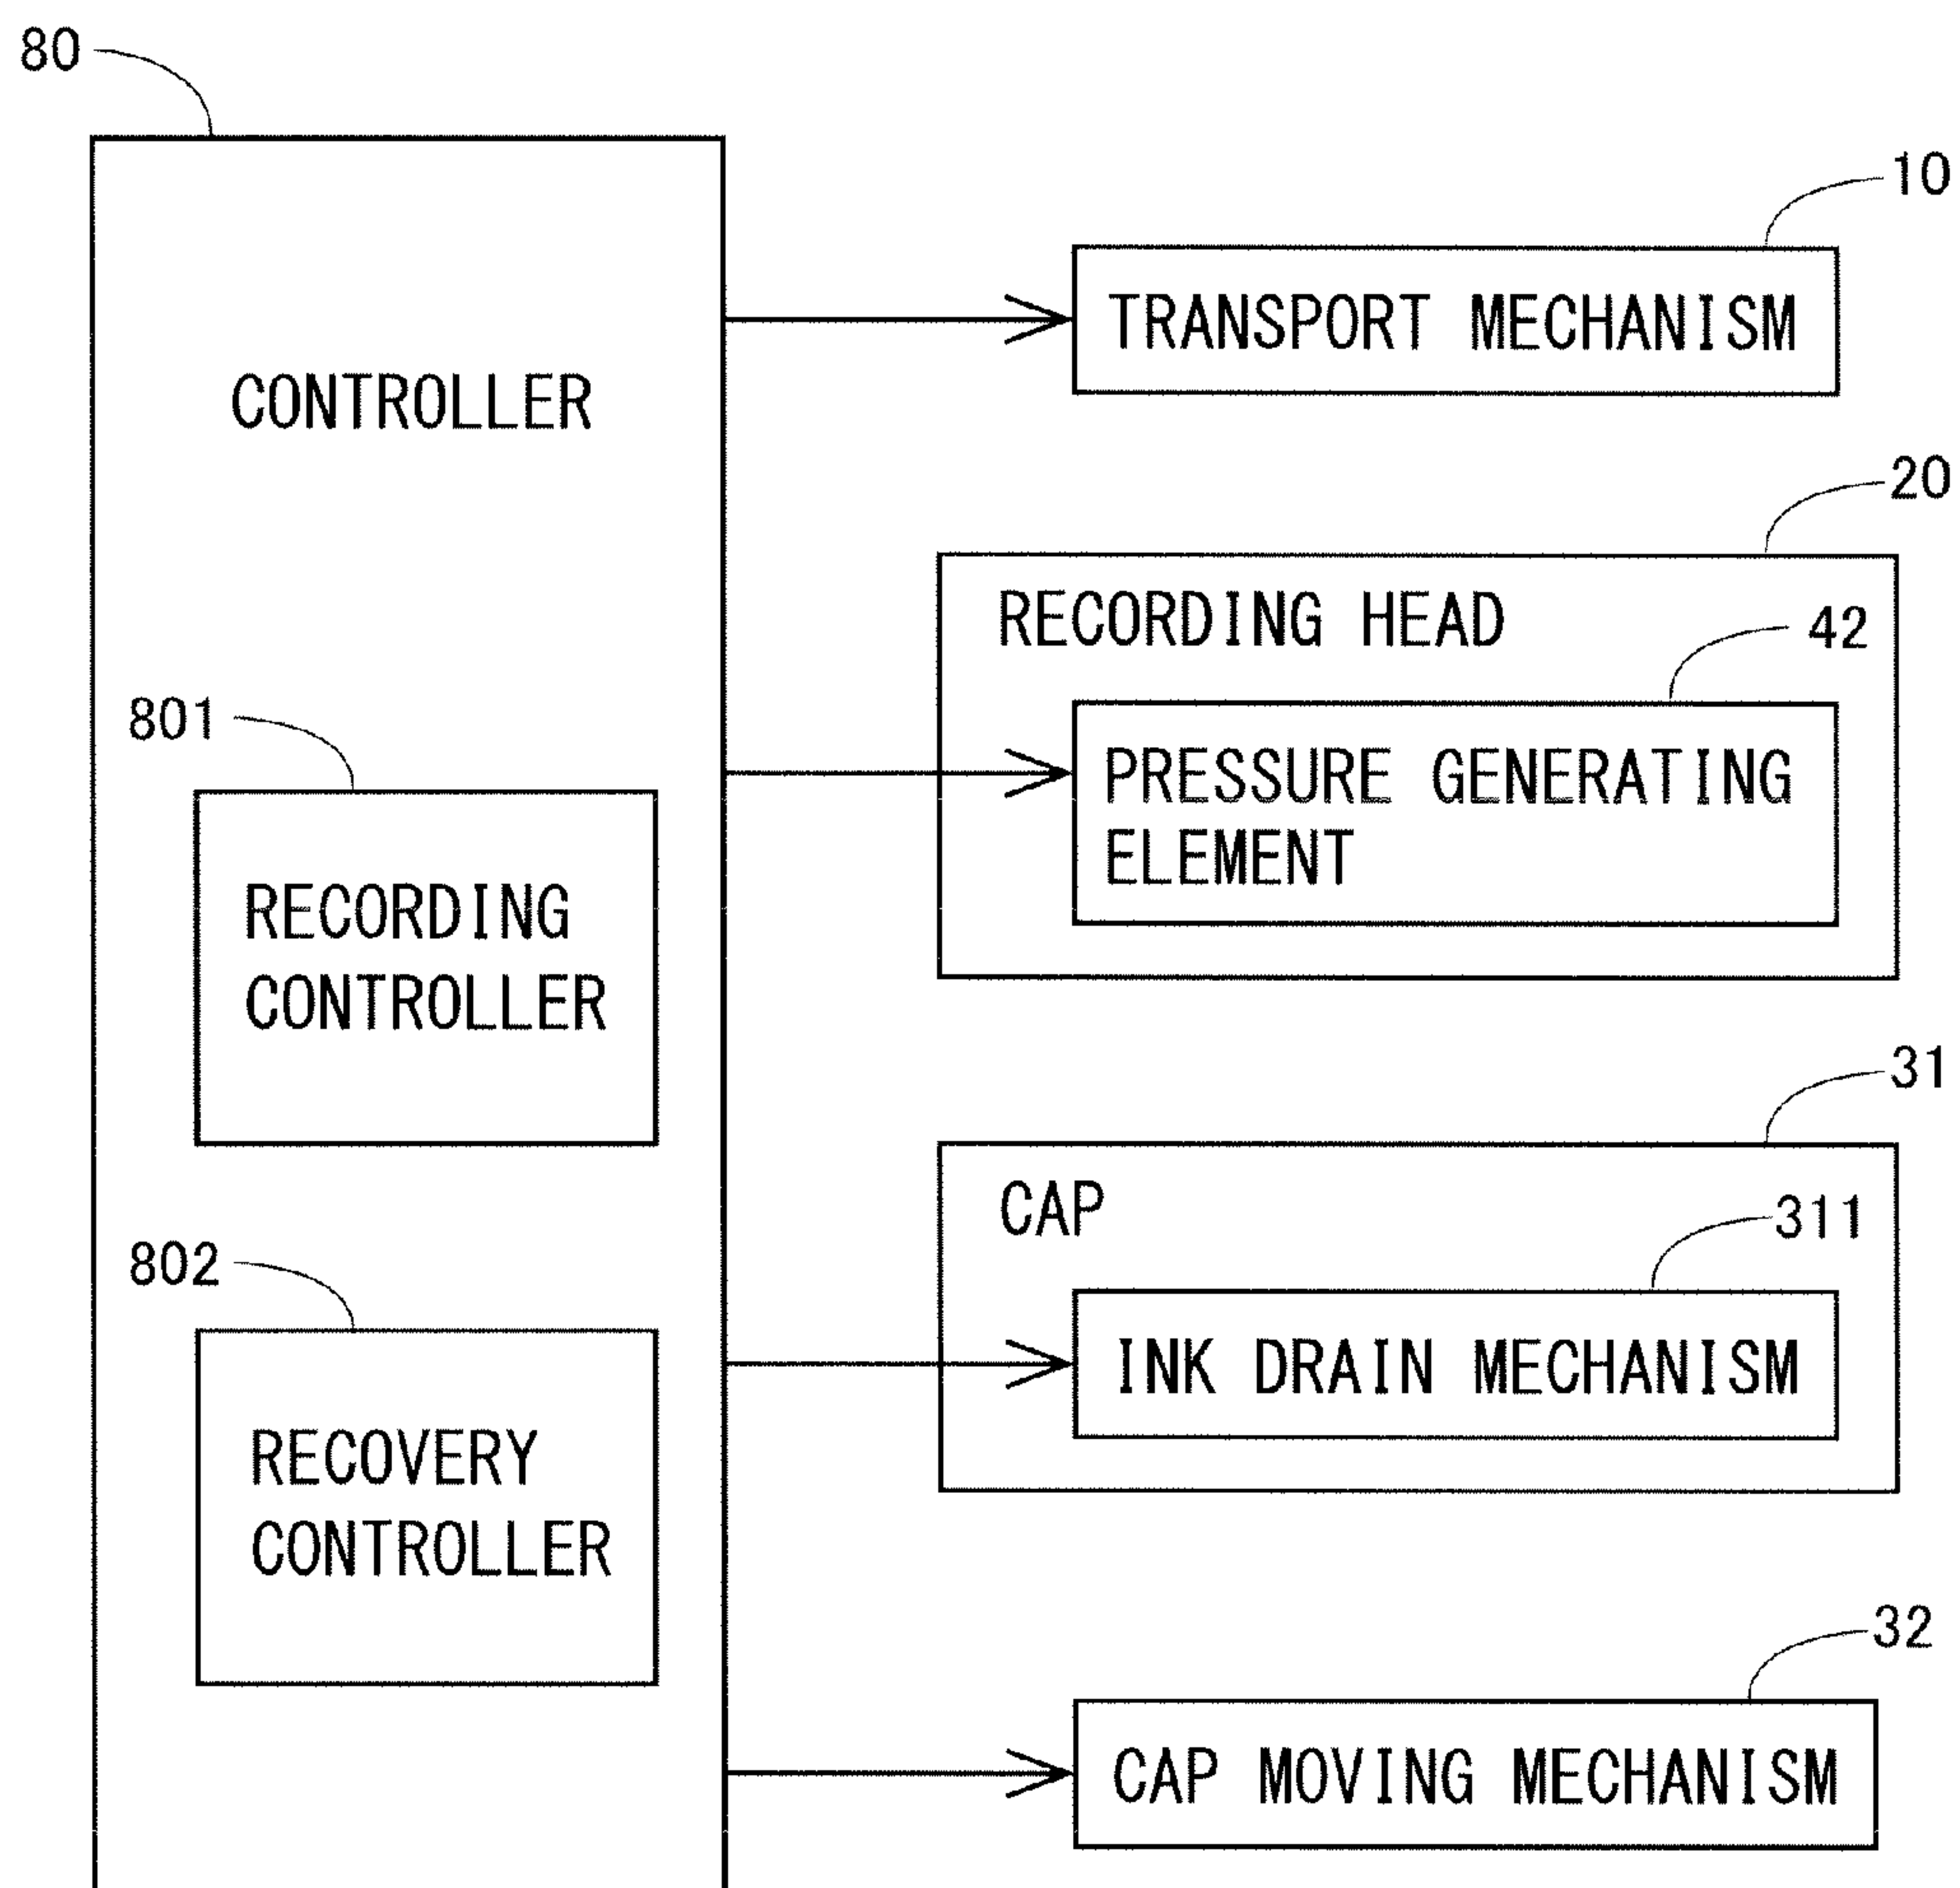 80
CONTROLLER
801
RECORDING
CONTROLLER
802
RECOVERY
CONTROLLER
10
TRANSPORT MECHANISM
20
RECORDING HEAD
42
PRESSURE GENERATING
ELEMENT
31
CAP
311
INK DRAIN MECHANISM
32
CAP MOVING MECHANISM